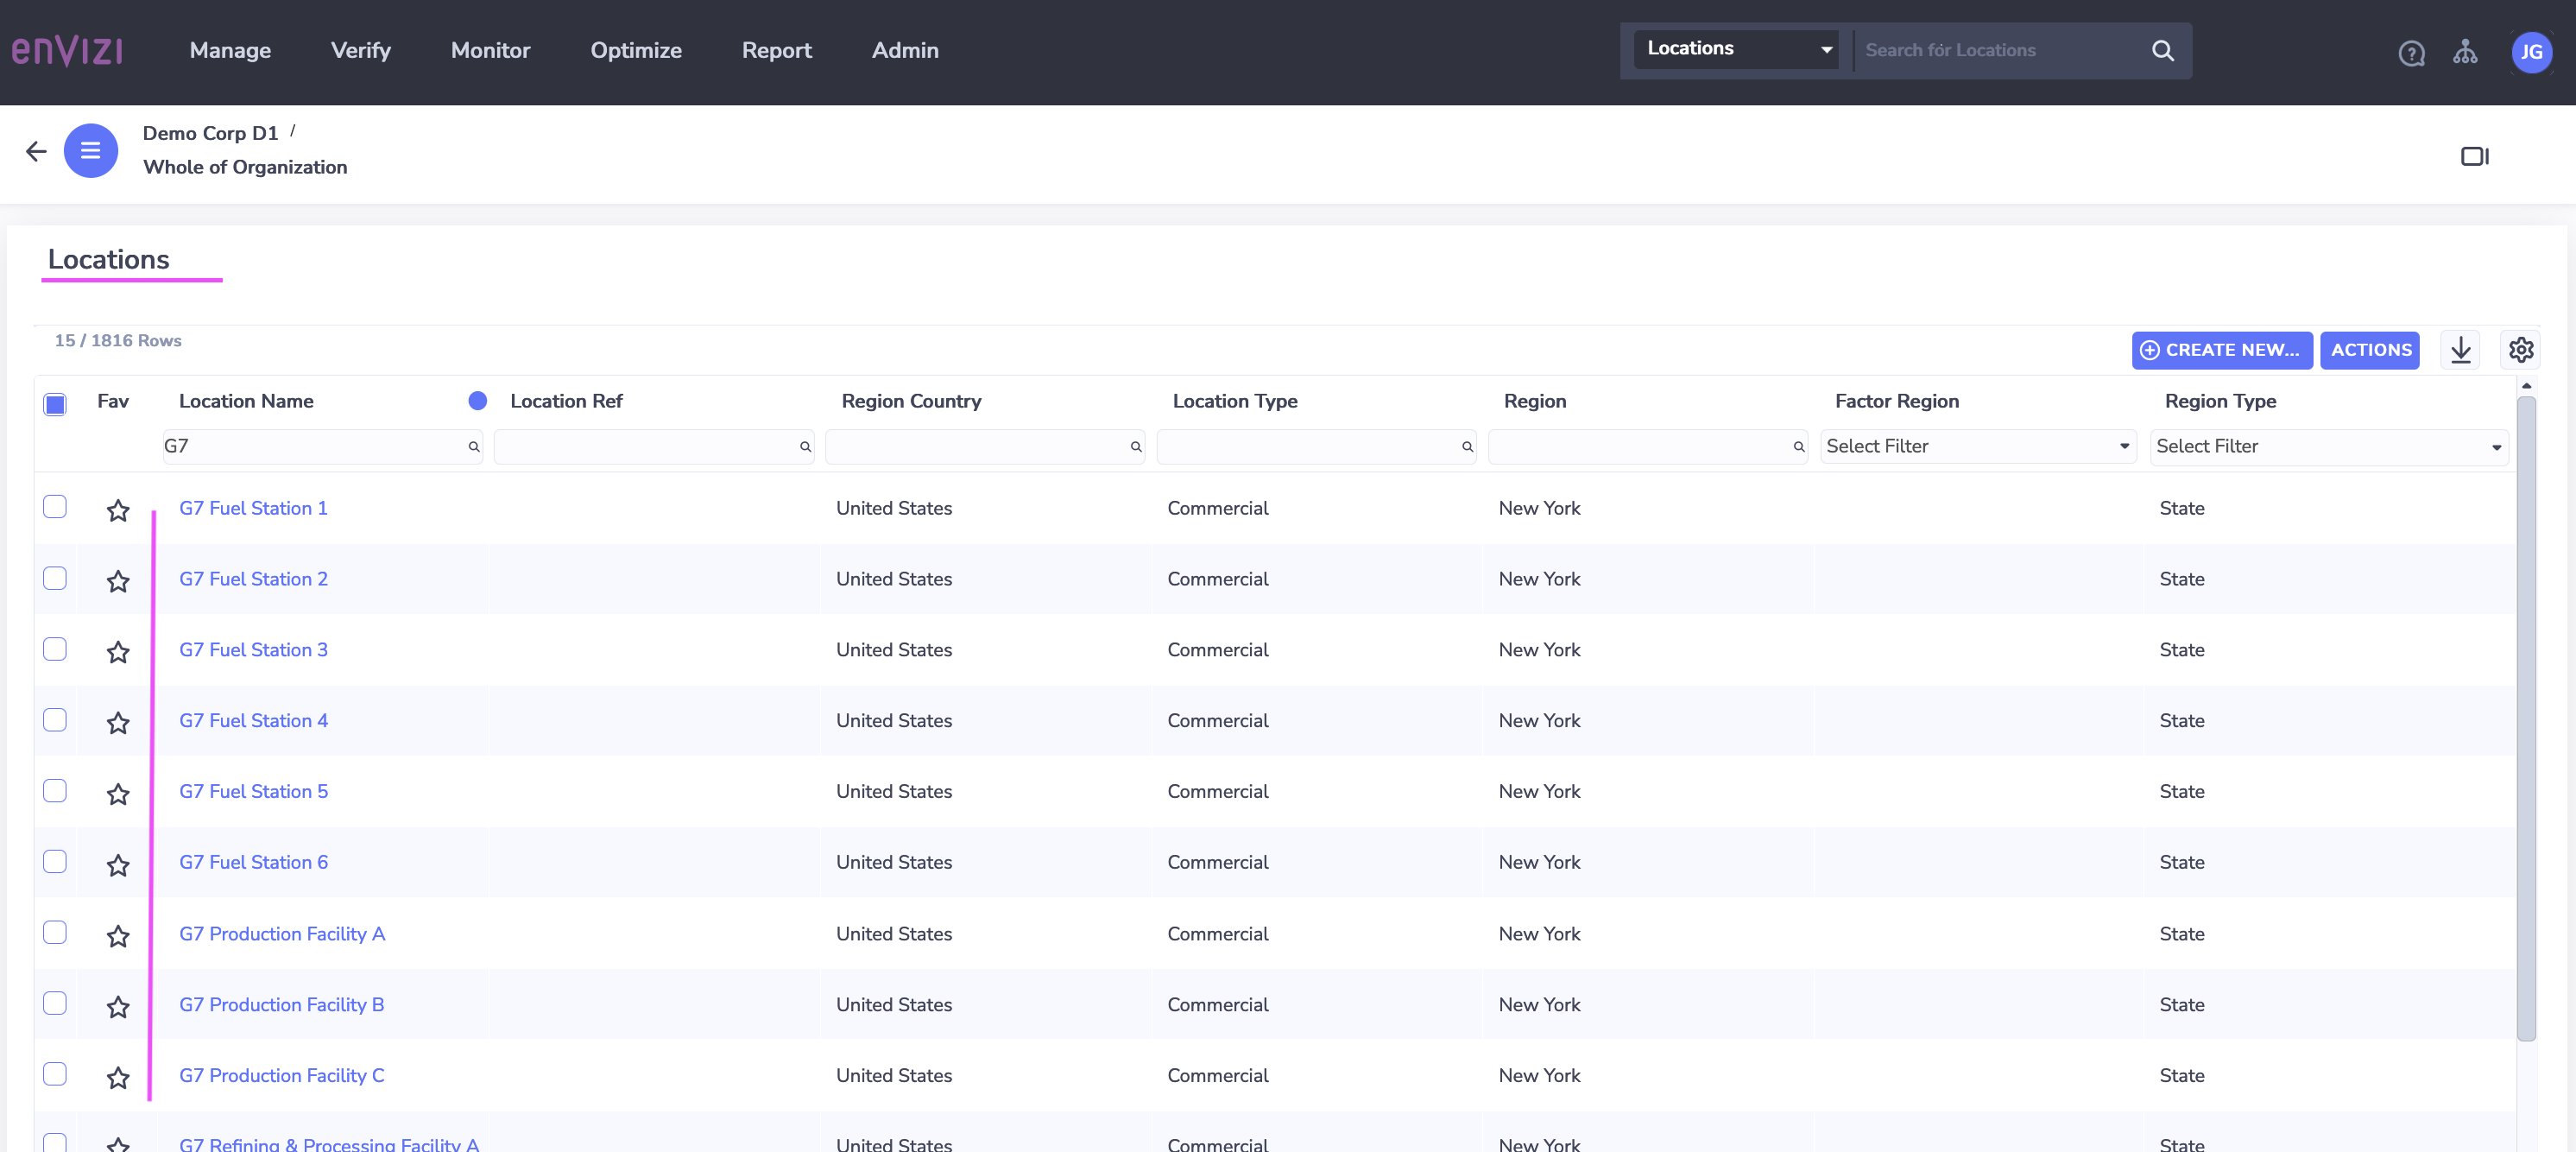 enVIZI Manage Verify Monitor Optimize Report Admin Locations Search for Locations JG
Demo Corp D1 /
Whole of Organization
Locations
15 / 1816 Rows CREATE NEW... ACTIONS
Fav Location Name Location Ref Region Country Location Type Region Factor Region Region Type
G7 Select Filter Select Filter
G7 Fuel Station 1 United States Commercial New York State
G7 Fuel Station 2 United States Commercial New York State
G7 Fuel Station 3 United States Commercial New York State
G7 Fuel Station 4 United States Commercial New York State
G7 Fuel Station 5 United States Commercial New York State
G7 Fuel Station 6 United States Commercial New York State
G7 Production Facility A United States Commercial New York State
G7 Production Facility B United States Commercial New York State
G7 Production Facility C United States Commercial New York State
G7 Refining & Processing Facility A United States Commercial New York State